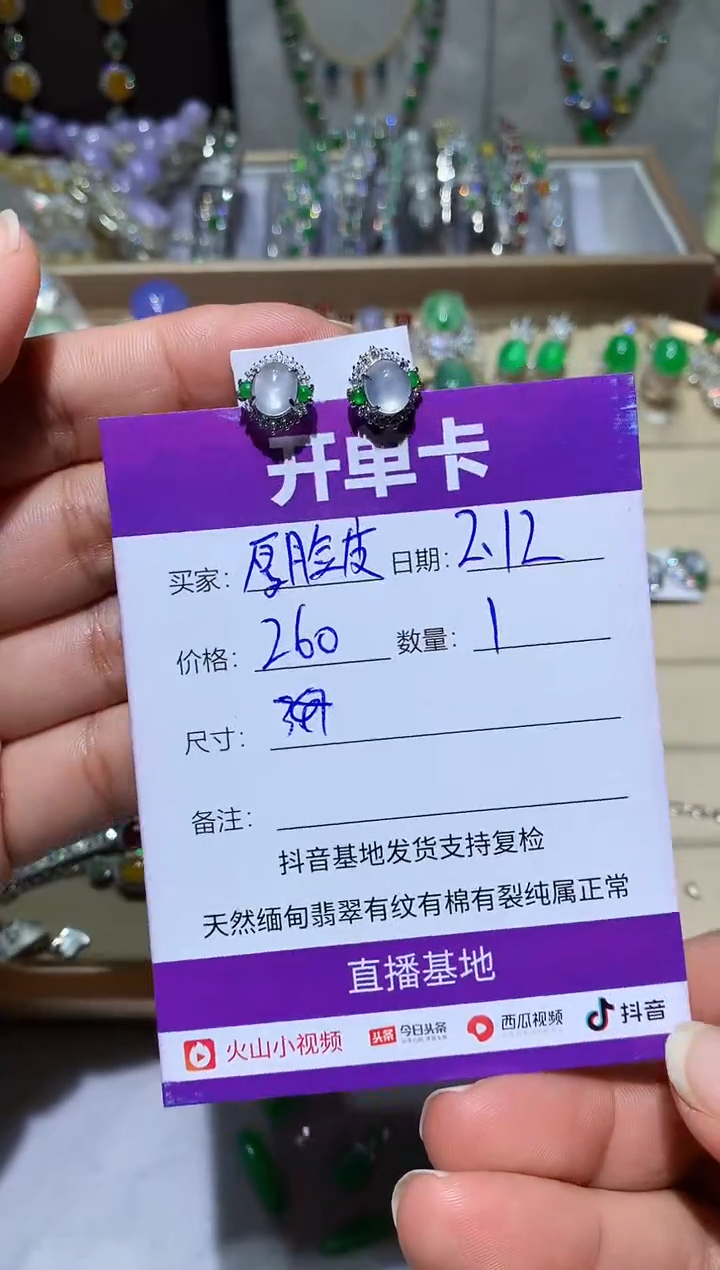 开单卡
买家：厚脸皮 日期：2.12
价格：260 数量：1
尺寸：
备注：
抖音基地发货支持复检
天然缅甸翡翠有纹有棉有裂纯属正常
直播基地
火山小视频 头条 今日头条 西瓜视频 抖音